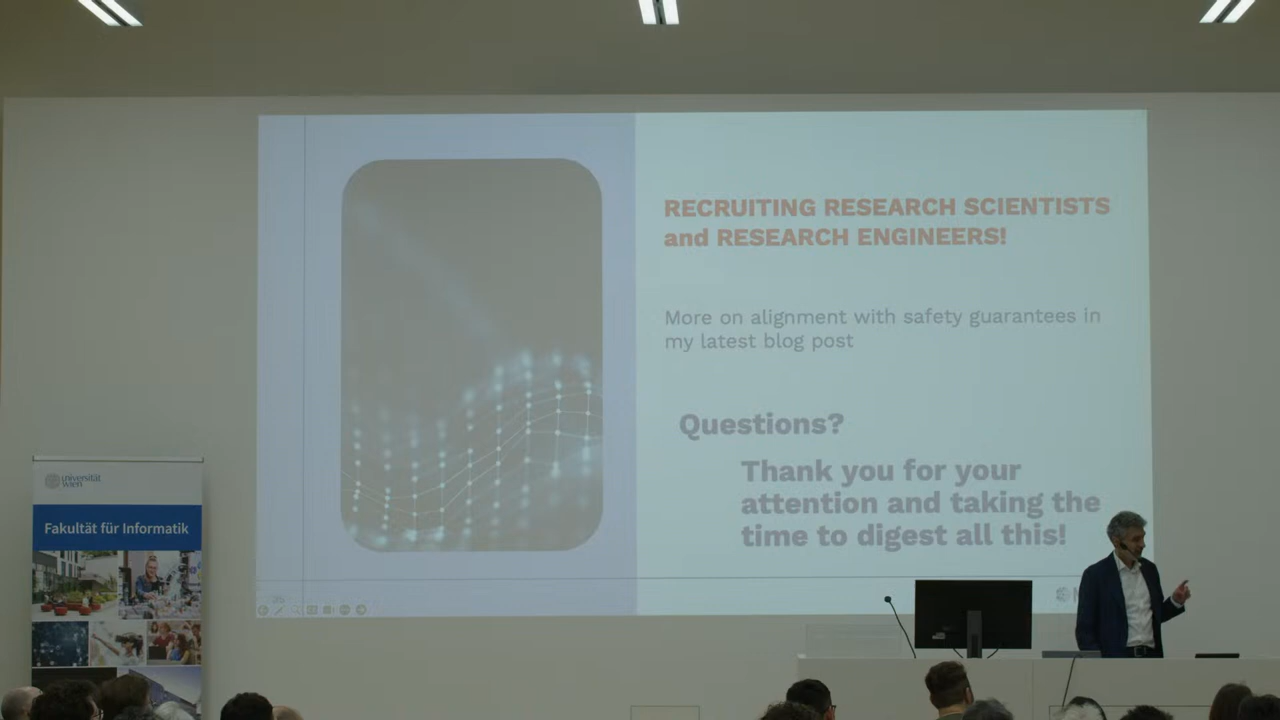 RECRUITING RESEARCH SCIENTISTS
and RESEARCH ENGINEERS!
More on alignment with safety guarantees in
my latest blog post
Questions?
Thank you for your
attention and taking the
time to digest all this!
universität
wien
Fakultät für Informatik